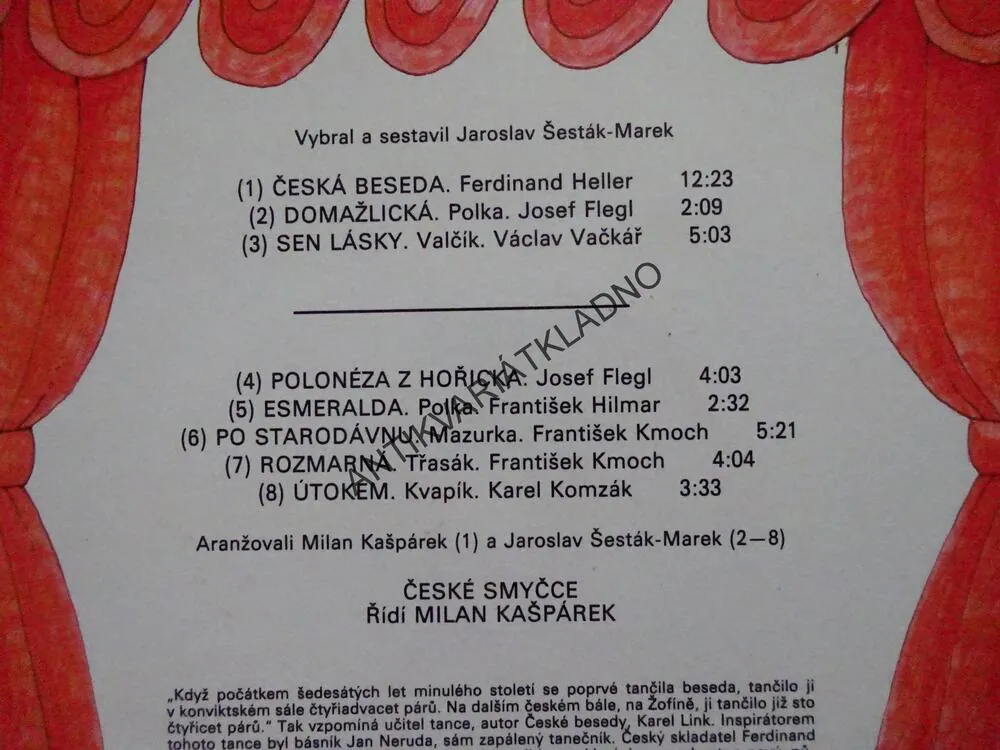 Vybral a sestavil Jaroslav Šesták-Marek
(1) ČESKÁ BESEDA. Ferdinand Heller 12:23
(2) DOMAŽLICKÁ. Polka. Josef Flegl 2:09
(3) SEN LÁSKY. Valčík. Václav Vačkář 5:03
ANTIKVARIÁTKLADNO
(4) POLONÉZA Z HOŘICKA. Josef Flegl 4:03
(5) ESMERALDA. Polka. František Hilmar 2:32
(6) PO STARODÁVNU. Mazurka. František Kmoch 5:21
(7) ROZMARNÁ. Třasák. František Kmoch 4:04
(8) ÚTOKEM. Kvapík. Karel Komzák 3:33
Aranžovali Milan Kašpárek (1) a Jaroslav Šesták-Marek (2—8)
ČESKÉ SMYČCE
Řídí MILAN KAŠPÁREK
„Když počátkem šedesátých let minulého století se poprvé tančila beseda, tančilo ji
v konviktském sále čtyřiadvacet párů. Na dalším českém bále, na Žofíně, ji tančilo již sto
čtyřicet párů.“ Tak vzpomíná učitel tance, autor České besedy, Karel Link. Inspirátorem
tohoto tance byl básník Jan Neruda, sám zapálený tanečník. Český skladatel Ferdinand